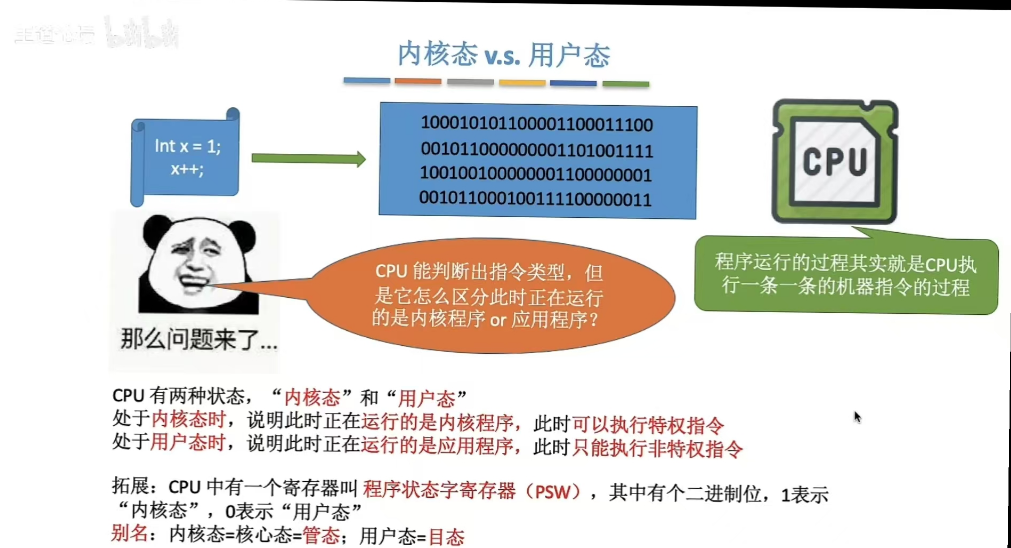 内核态 v.s. 用户态
Int x = 1;
x++;
1000101011000011000​11100
001011000000001101001111
100100100000001100000001
001011000100111100000011
CPU
程序运行的过程其实就是CPU执
行一条一条的机器指令的过程
CPU 能判断出指令类型，但
是它怎么区分此时正在运行
的是内核程序 or 应用程序？
那么问题来了...
CPU 有两种状态，“内核态”和“用户态”
处于内核态时，说明此时正在运行的是内核程序，此时可以执行特权指令
处于用户态时，说明此时正在运行的是应用程序，此时只能执行非特权指令
拓展：CPU 中有一个寄存器叫 程序状态字寄存器（PSW），其中有个二进制位，1表示
“内核态”，0表示“用户态”
别名：内核态=核心态=管态；用户态=目态